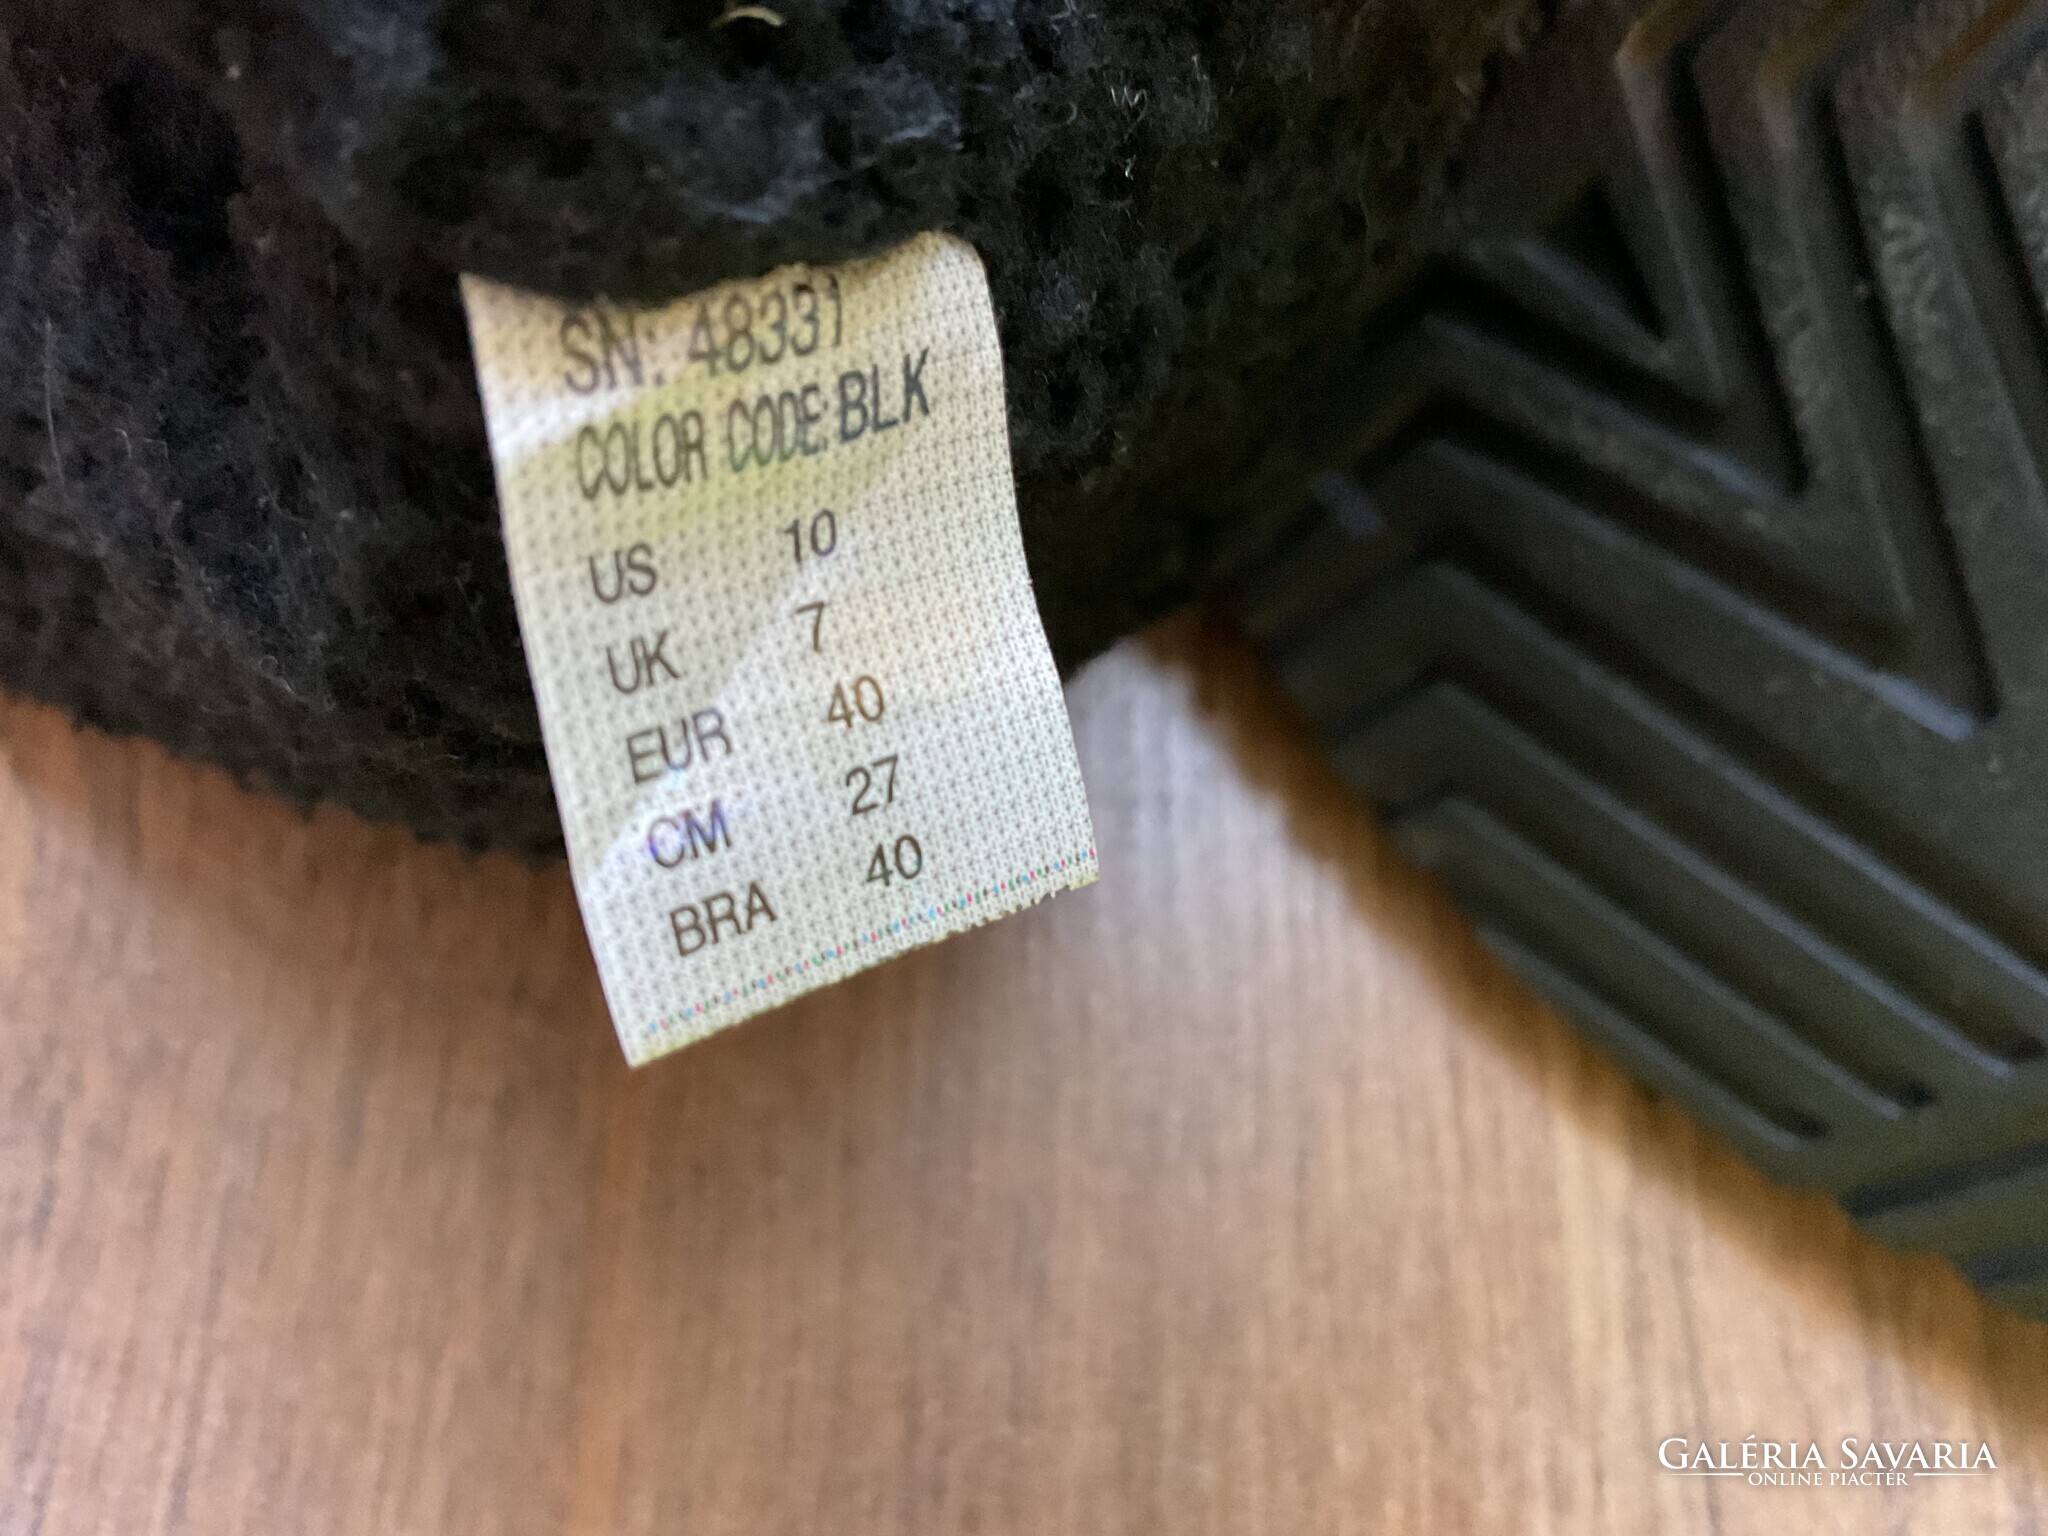 SN: 48331
COLOR CODE: BLK
US 10
UK 7
EUR 40
CM 27
BRA 40
GALÉRIA SAVARIA
ONLINE PIACTÉR